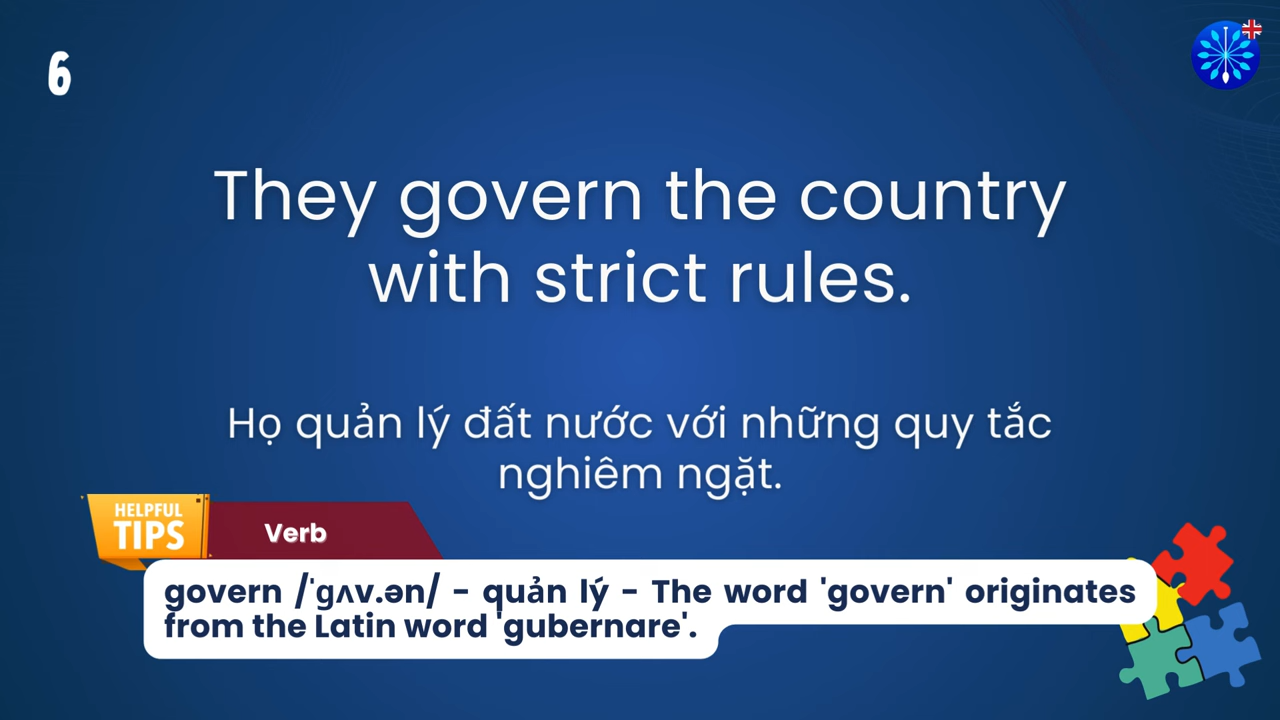 6
They govern the country
with strict rules.
Họ quản lý đất nước với những quy tắc
nghiêm ngặt.
HELPFUL
TIPS
Verb
govern /ˈɡʌv.ən/ - quản lý - The word 'govern' originates
from the Latin word 'gubernare'.